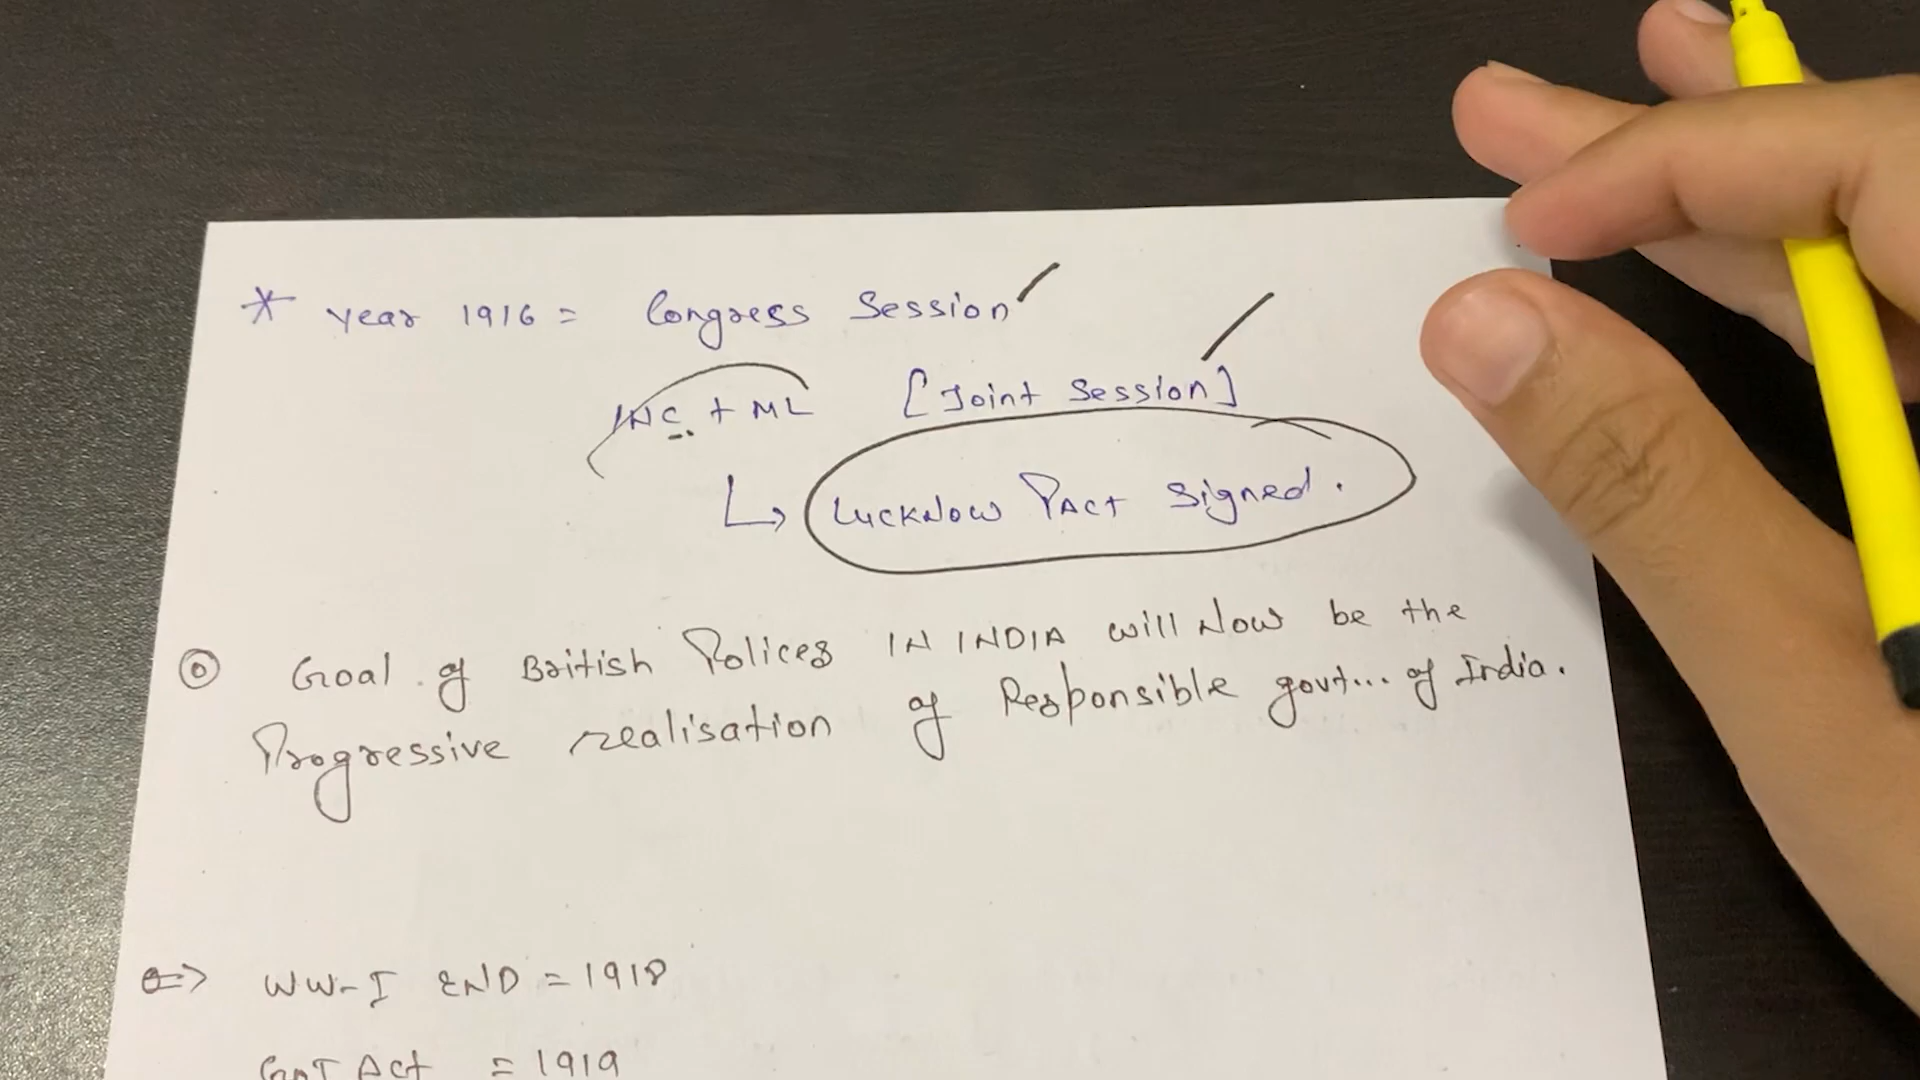 * Year 1916 = Congress Session
INC + ML [Joint Session]
↳ Lucknow Pact Signed.
Goal of British Polices IN INDIA will Now be the
Progressive realisation of Responsible govt... of India.
=> WW-I END = 1918
GOI Act = 1919